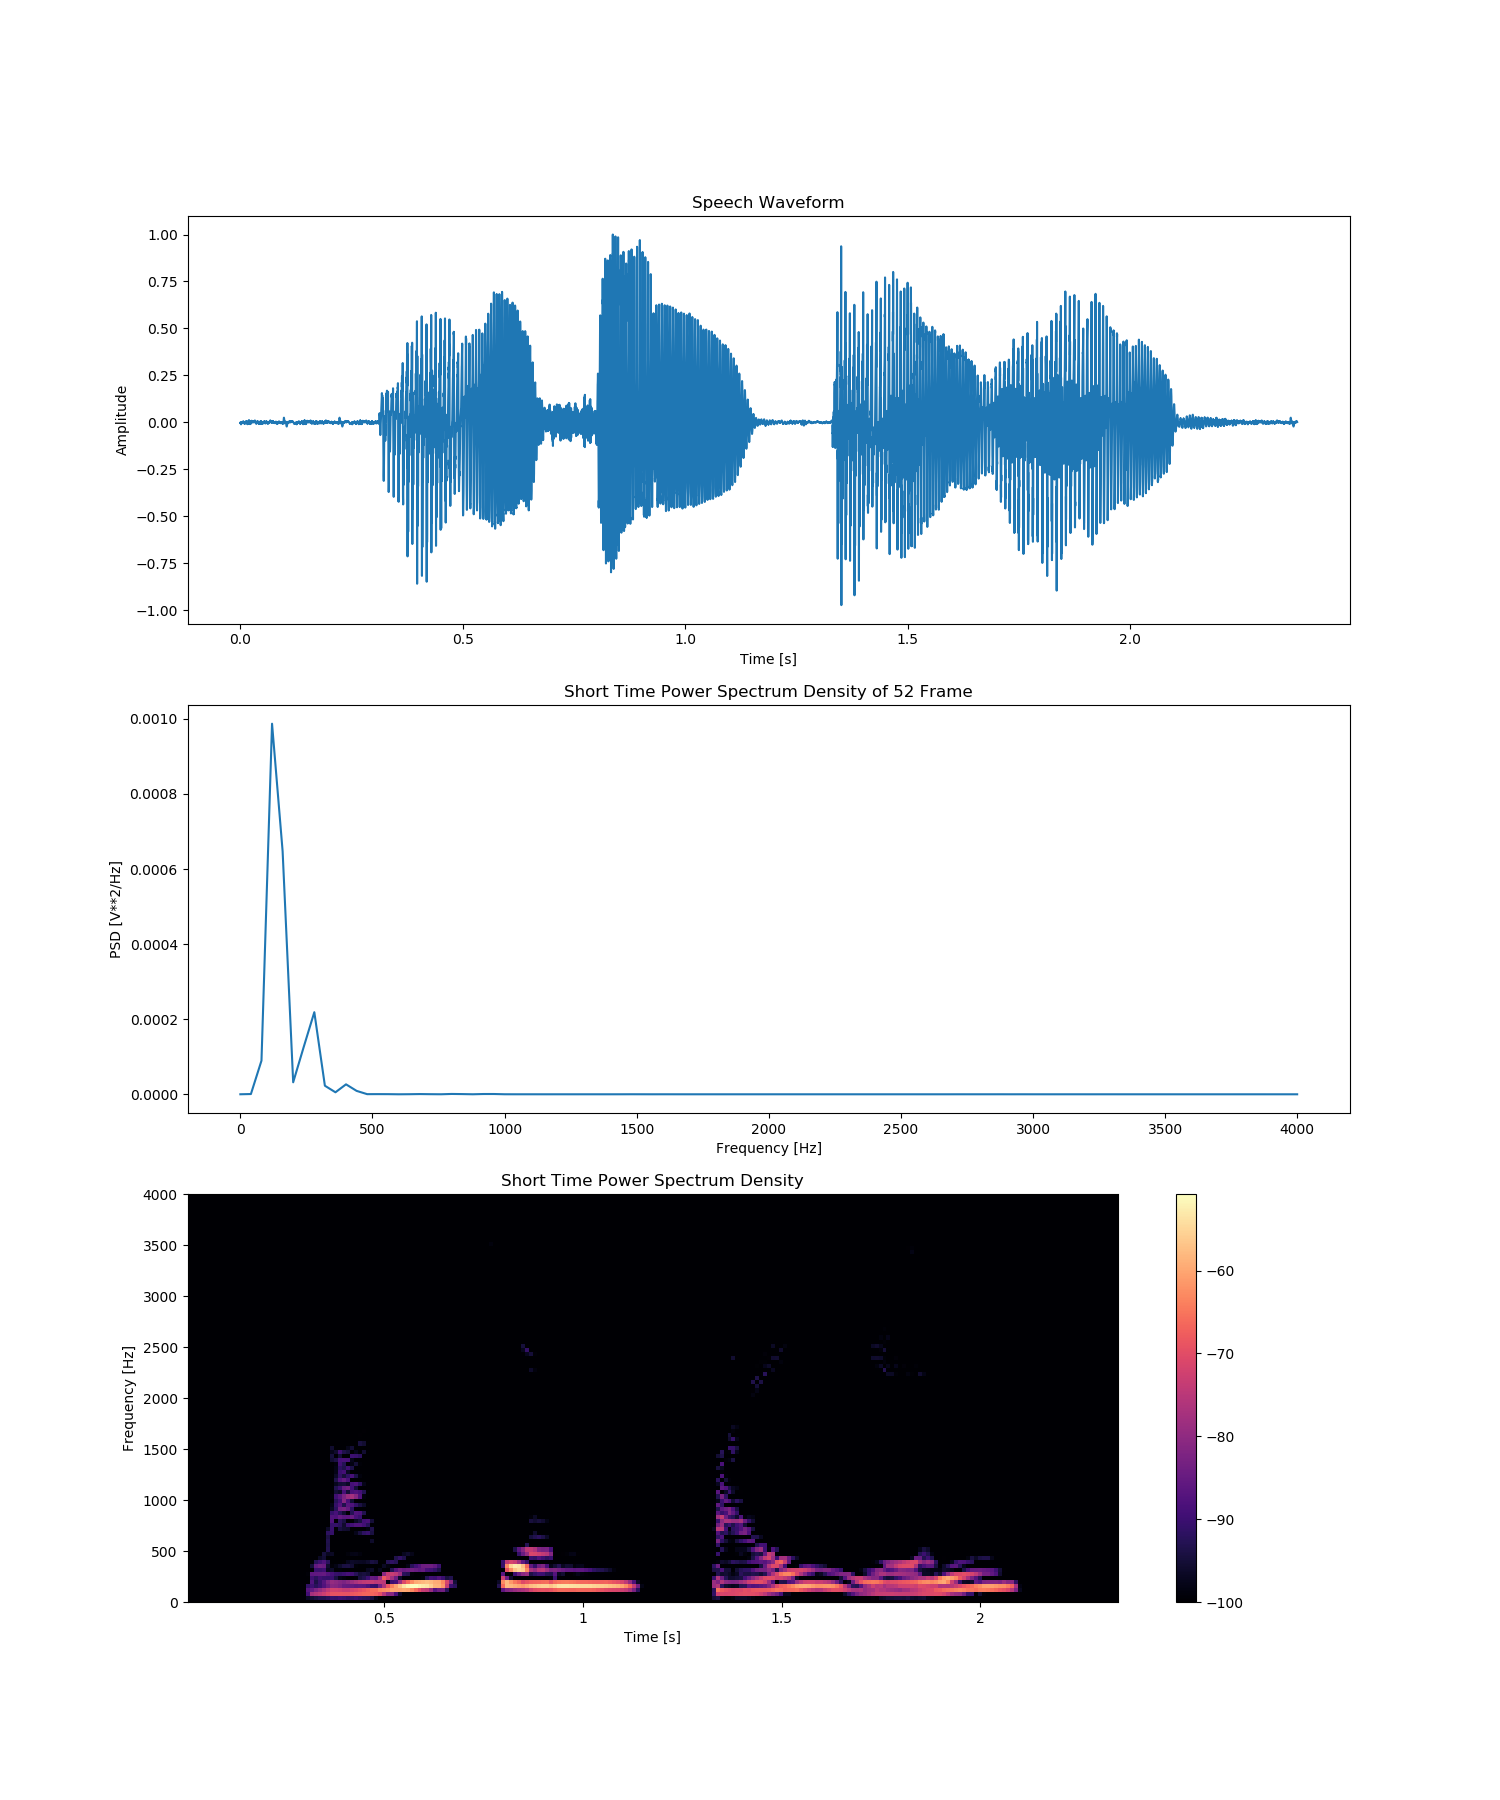 Speech Waveform
1.00
0.75
0.50
0.25
0.00
−0.25
−0.50
−0.75
−1.00
Amplitude
0.0 0.5 1.0 1.5 2.0
Time [s]
Short Time Power Spectrum Density of 52 Frame
0.0010
0.0008
0.0006
0.0004
0.0002
0.0000
PSD [V**2/Hz]
0 500 1000 1500 2000 2500 3000 3500 4000
Frequency [Hz]
Short Time Power Spectrum Density
4000
3500
3000
2500
2000
1500
1000
500
0
Frequency [Hz]
0.5 1 1.5 2
Time [s]
−60
−70
−80
−90
−100